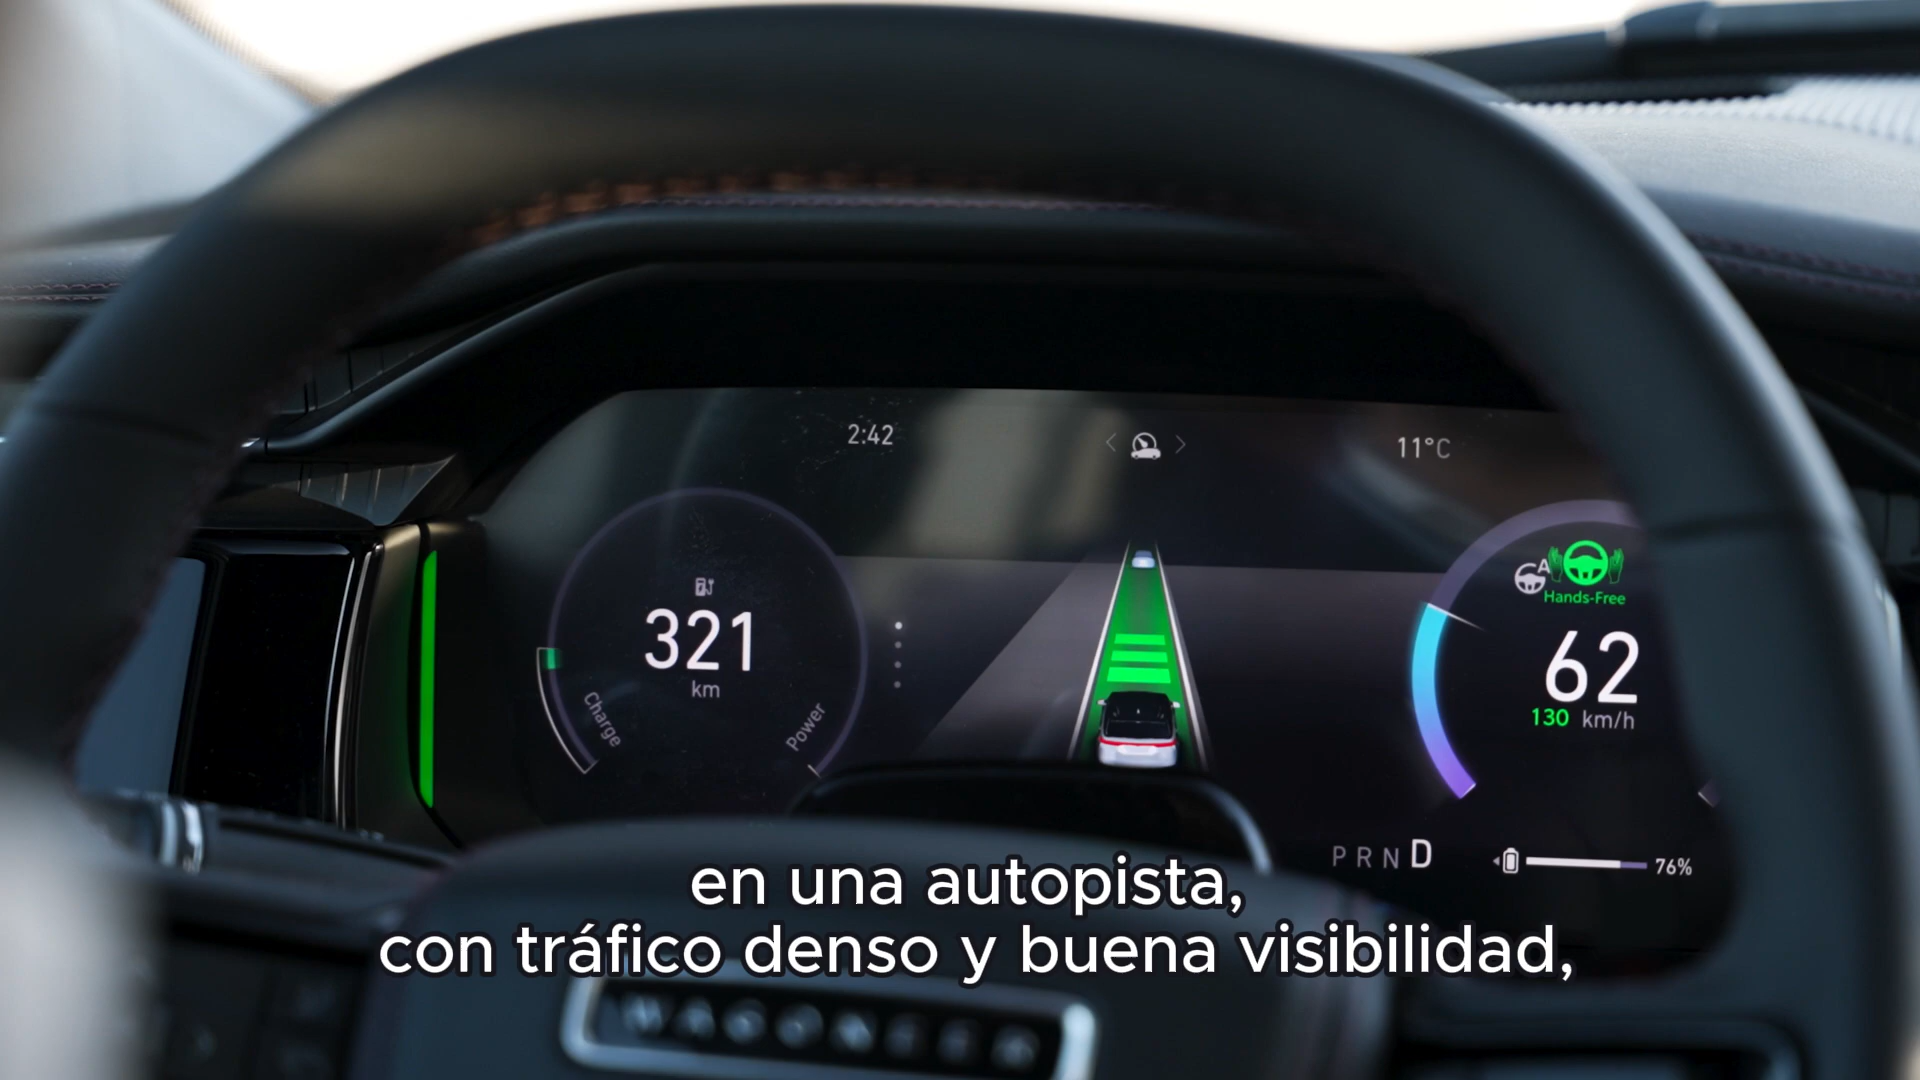 2:42
11°C
321
km
Charge
Power
A
Hands-Free
62
130 km/h
P R N D
76%
en una autopista,
con tráfico denso y buena visibilidad,
WAGONEER